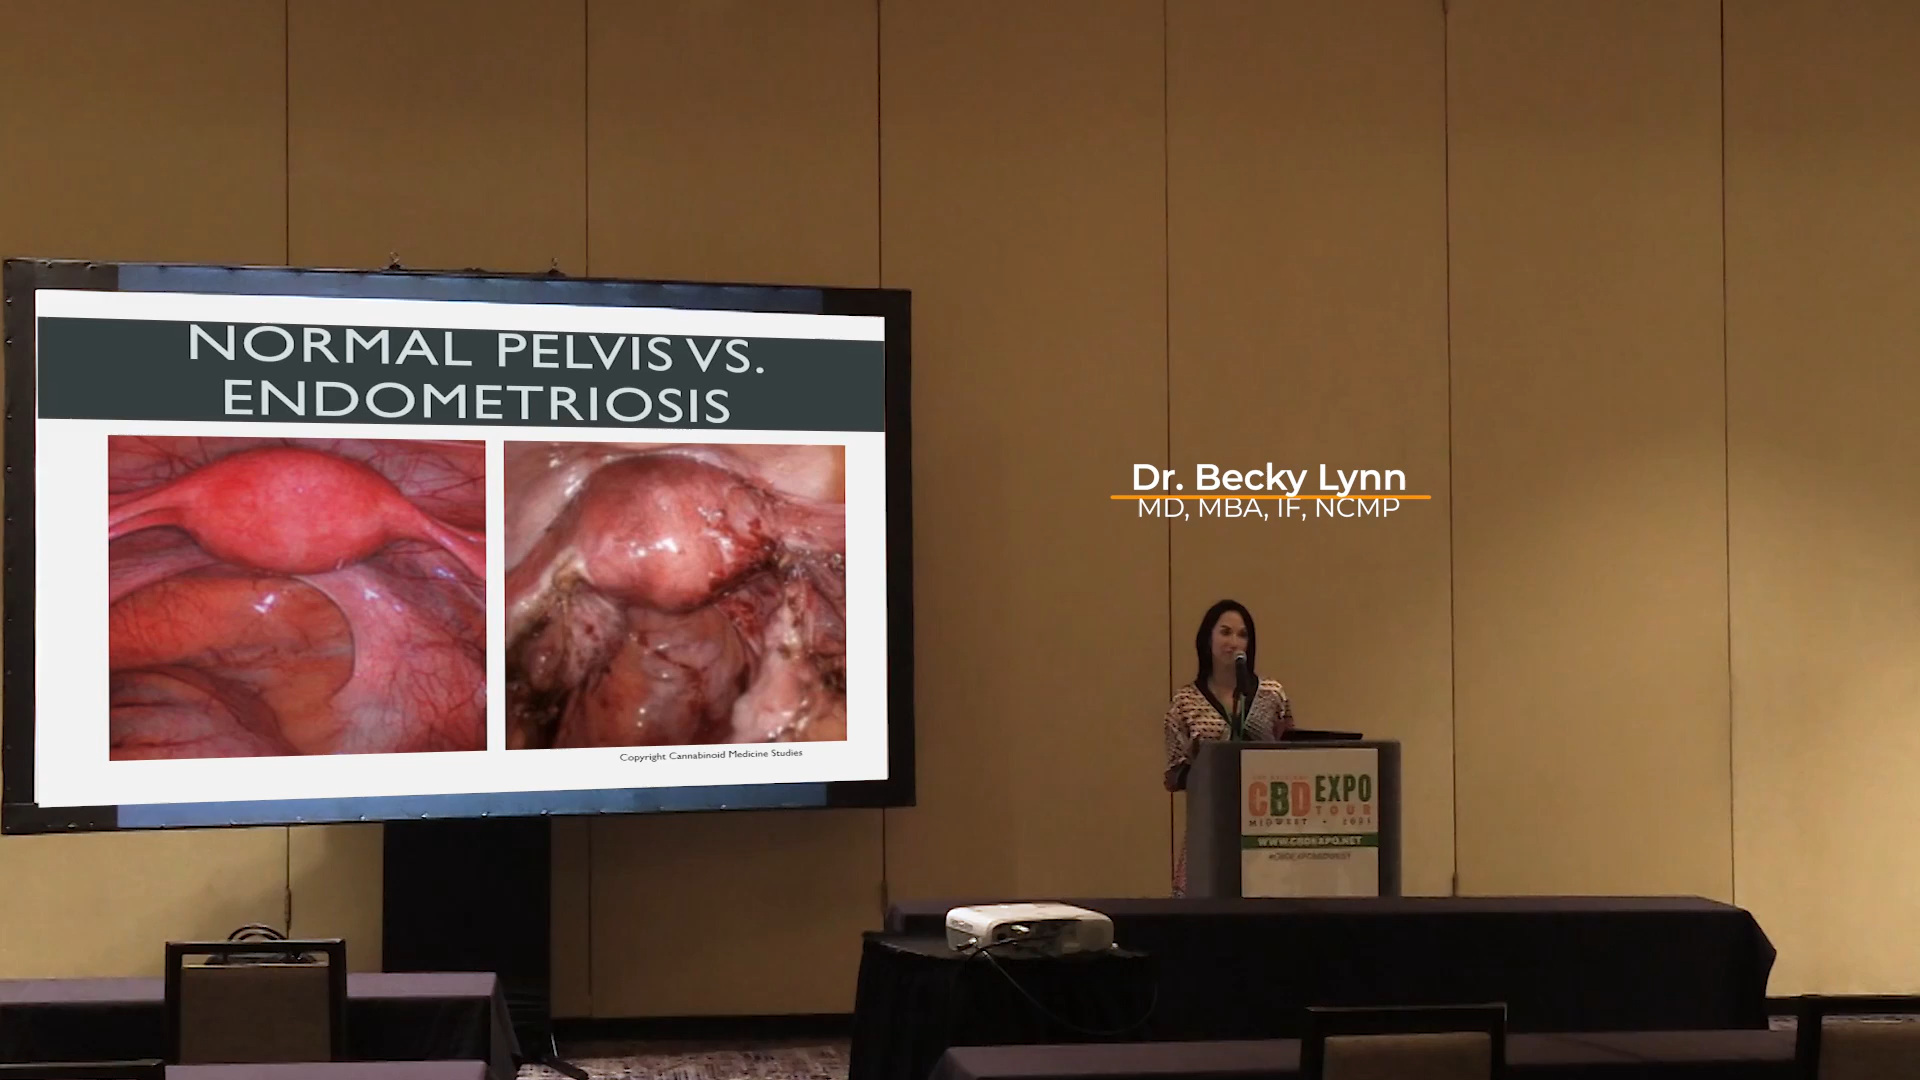 NORMAL PELVIS VS.
ENDOMETRIOSIS
Copyright Cannabinoid Medicine Studies
Dr. Becky Lynn
MD, MBA, IF, NCMP
CBD EXPO
TOUR
MIDWEST • 2021
WWW.CBDEXPO.NET